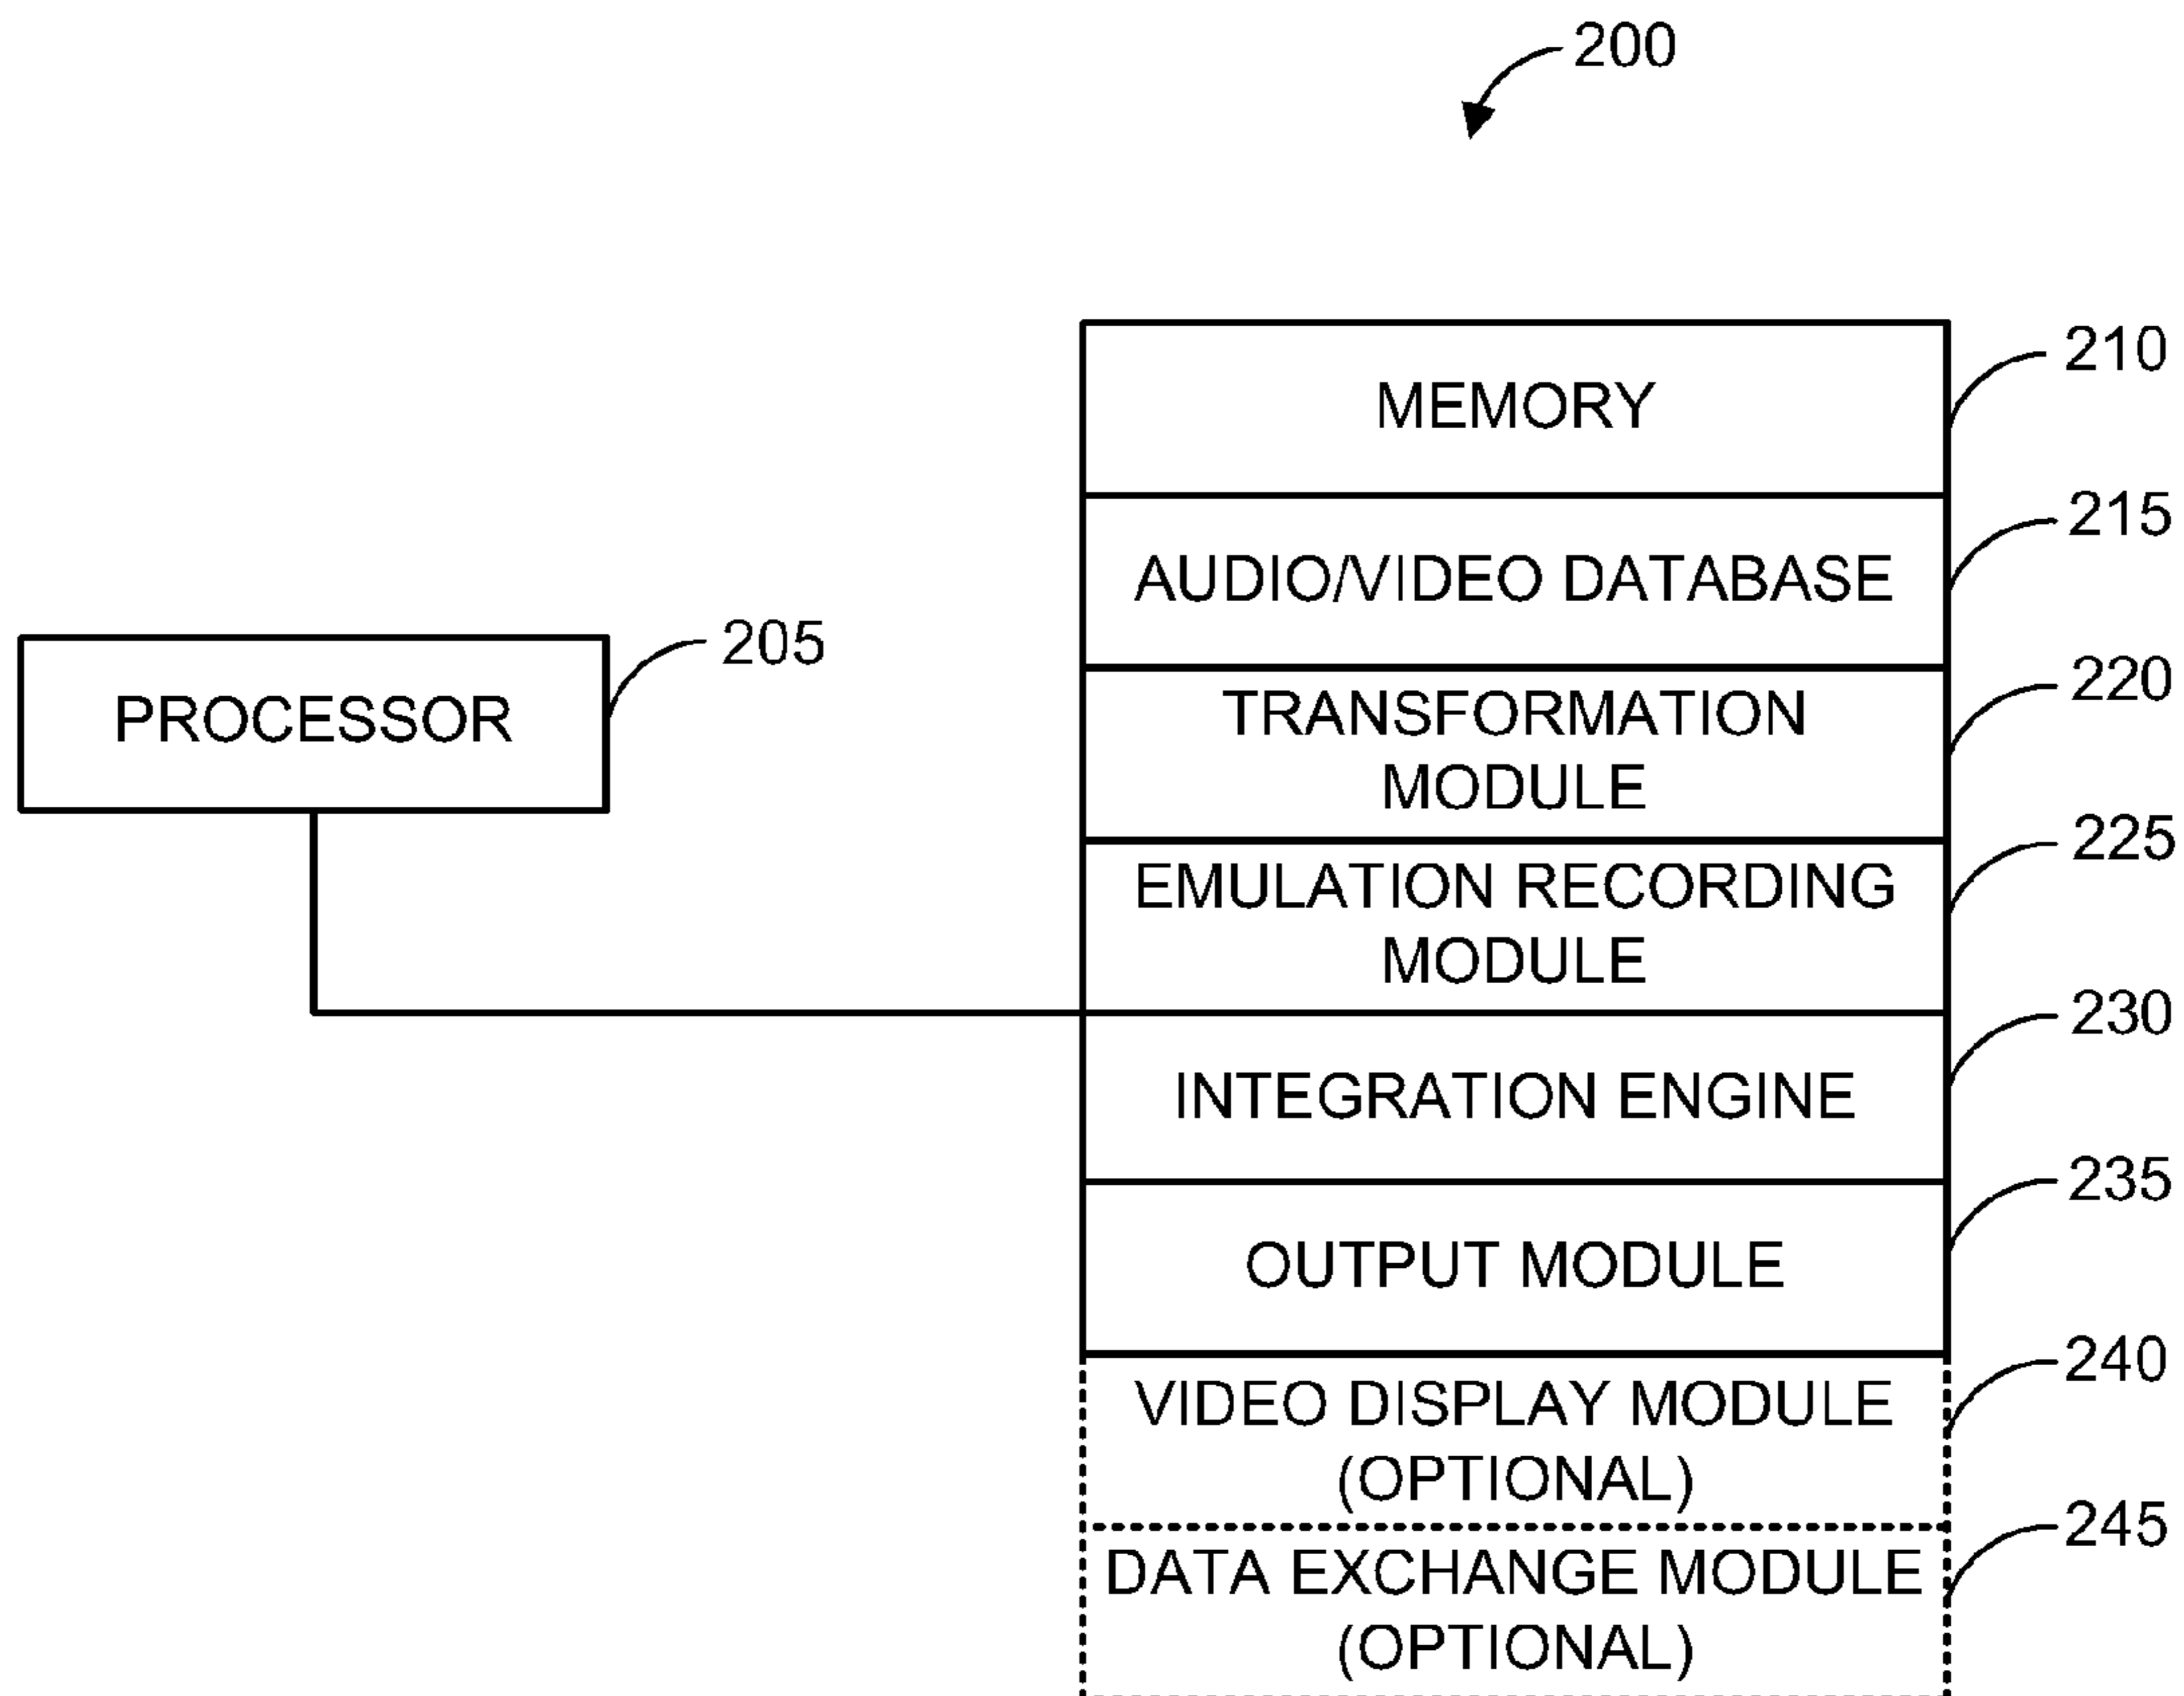 200
MEMORY
210
AUDIO/VIDEO DATABASE
215
PROCESSOR
205
TRANSFORMATION
MODULE
220
EMULATION RECORDING
MODULE
225
INTEGRATION ENGINE
230
OUTPUT MODULE
235
VIDEO DISPLAY MODULE
(OPTIONAL)
240
DATA EXCHANGE MODULE
(OPTIONAL)
245